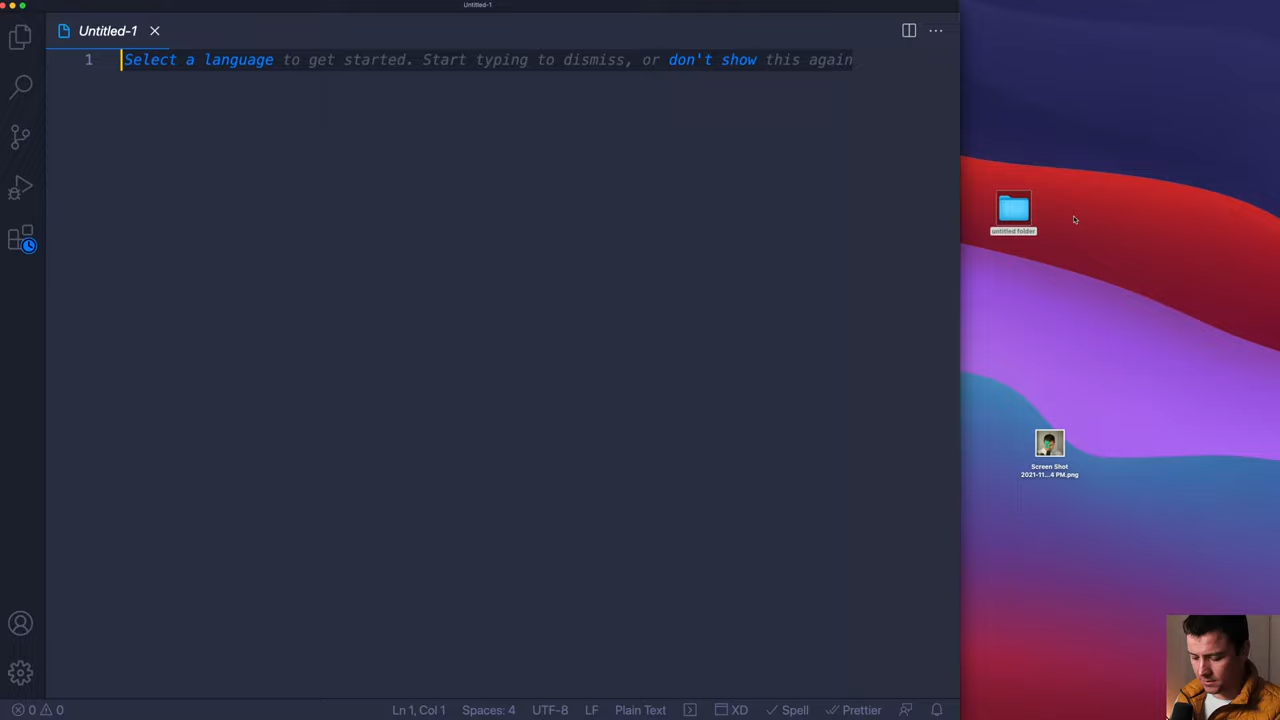 Untitled-1
Untitled-1
1 Select a language to get started. Start typing to dismiss, or don't show this again
untitled folder
Screen Shot
2021-11...4 PM.png
0 0 Ln 1, Col 1 Spaces: 4 UTF-8 LF Plain Text XD Spell Prettier